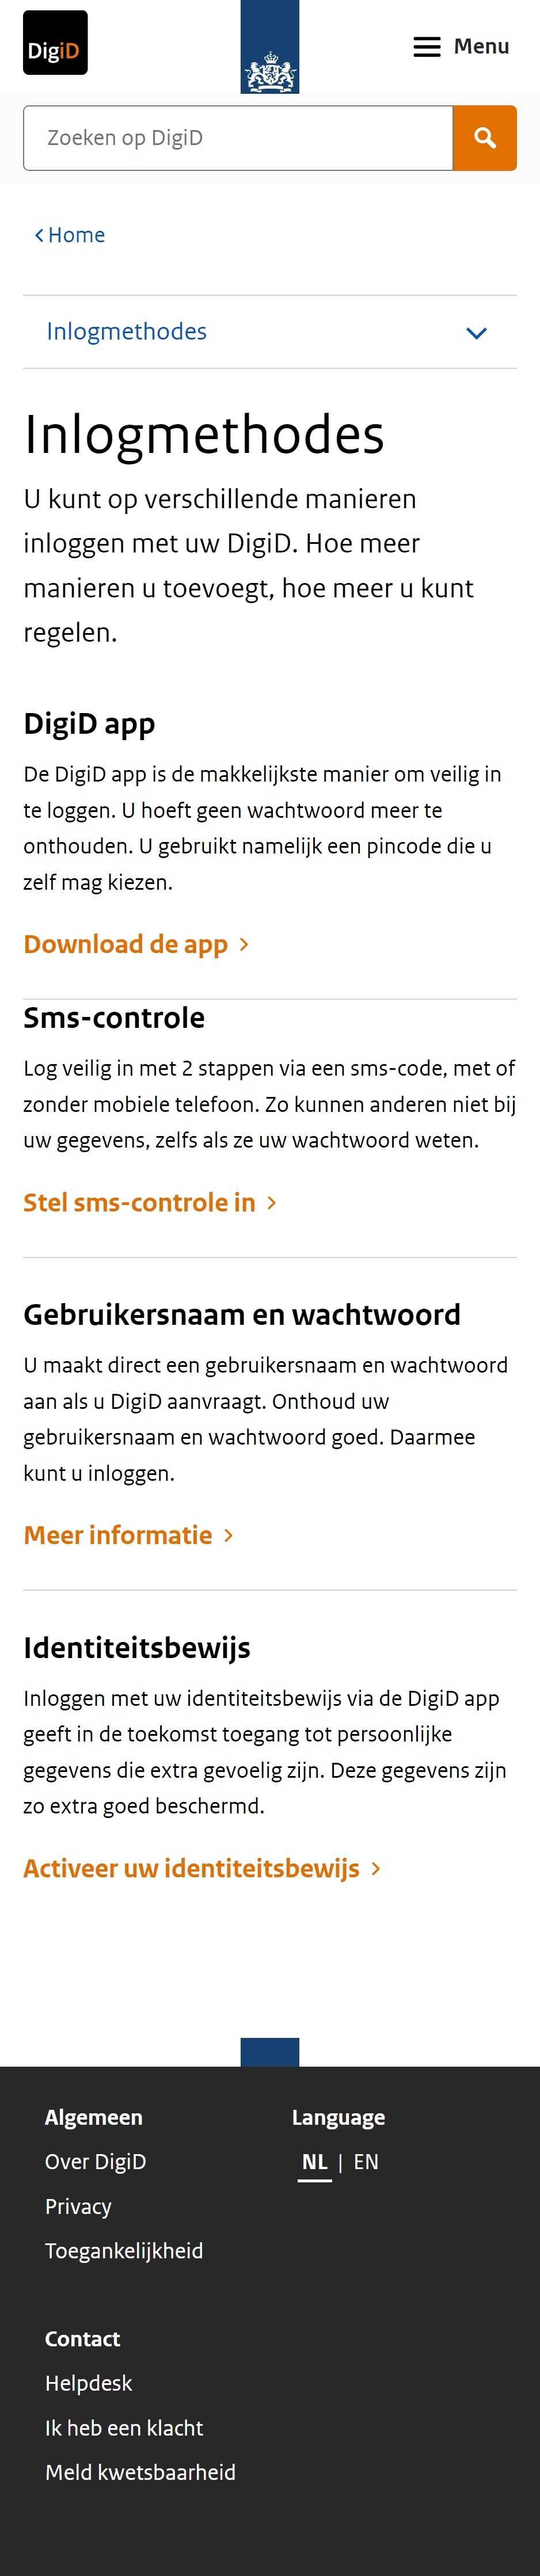 DigiD
Menu
Zoeken op DigiD
Home
Inlogmethodes
Inlogmethodes
U kunt op verschillende manieren
inloggen met uw DigiD. Hoe meer
manieren u toevoegt, hoe meer u kunt
regelen.
DigiD app
De DigiD app is de makkelijkste manier om veilig in
te loggen. U hoeft geen wachtwoord meer te
onthouden. U gebruikt namelijk een pincode die u
zelf mag kiezen.
Download de app
Sms-controle
Log veilig in met 2 stappen via een sms-code, met of
zonder mobiele telefoon. Zo kunnen anderen niet bij
uw gegevens, zelfs als ze uw wachtwoord weten.
Stel sms-controle in
Gebruikersnaam en wachtwoord
U maakt direct een gebruikersnaam en wachtwoord
aan als u DigiD aanvraagt. Onthoud uw
gebruikersnaam en wachtwoord goed. Daarmee
kunt u inloggen.
Meer informatie
Identiteitsbewijs
Inloggen met uw identiteitsbewijs via de DigiD app
geeft in de toekomst toegang tot persoonlijke
gegevens die extra gevoelig zijn. Deze gegevens zijn
zo extra goed beschermd.
Activeer uw identiteitsbewijs
Algemeen
Over DigiD
Privacy
Toegankelijkheid
Language
NL | EN
Contact
Helpdesk
Ik heb een klacht
Meld kwetsbaarheid